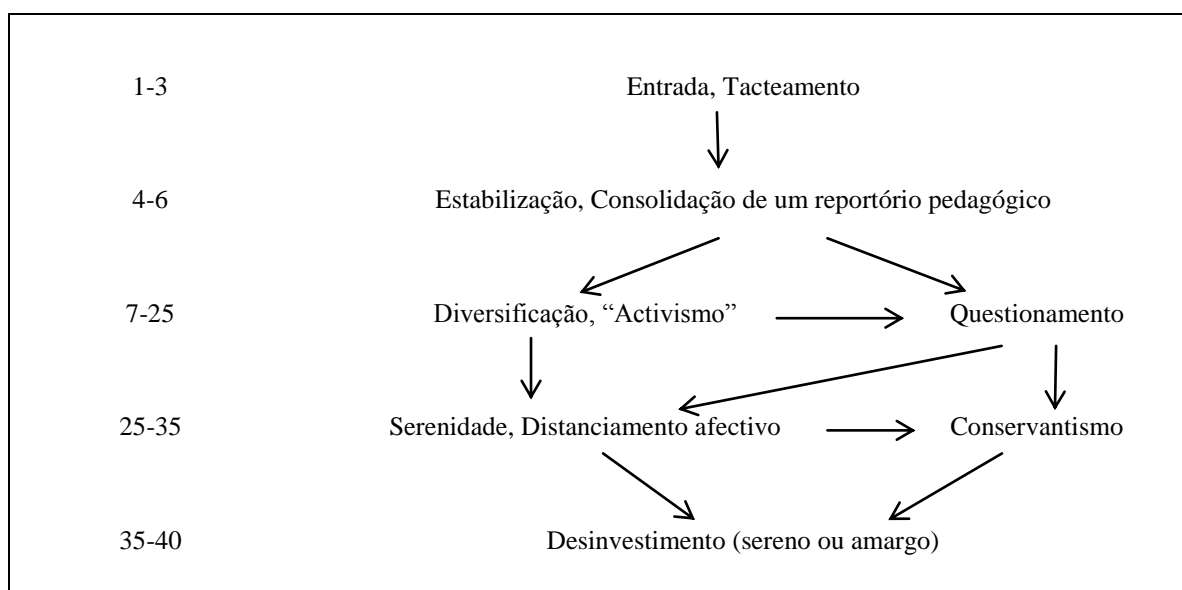 1-3 Entrada, Tacteamento
4-6 Estabilização, Consolidação de um reportório pedagógico
7-25 Diversificação, “Activismo” Questionamento
25-35 Serenidade, Distanciamento afectivo Conservantismo
35-40 Desinvestimento (sereno ou amargo)